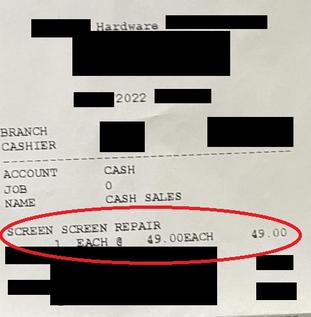 Hardware
2022
BRANCH
CASHIER
ACCOUNT CASH
JOB 0
NAME CASH SALES
SCREEN SCREEN REPAIR
1 EACH @ 49.00EACH 49.00